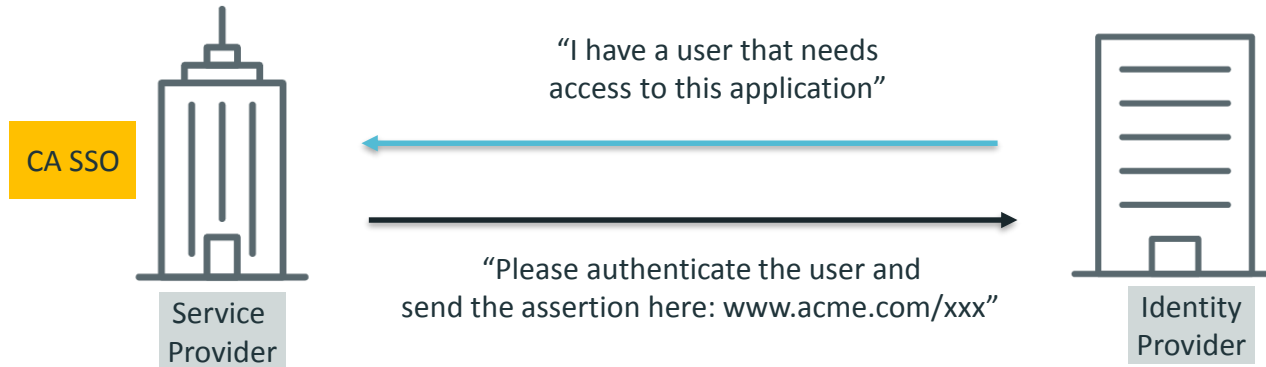 “I have a user that needs
access to this application”
CA SSO
“Please authenticate the user and
send the assertion here: www.acme.com/xxx”
Service
Provider
Identity
Provider